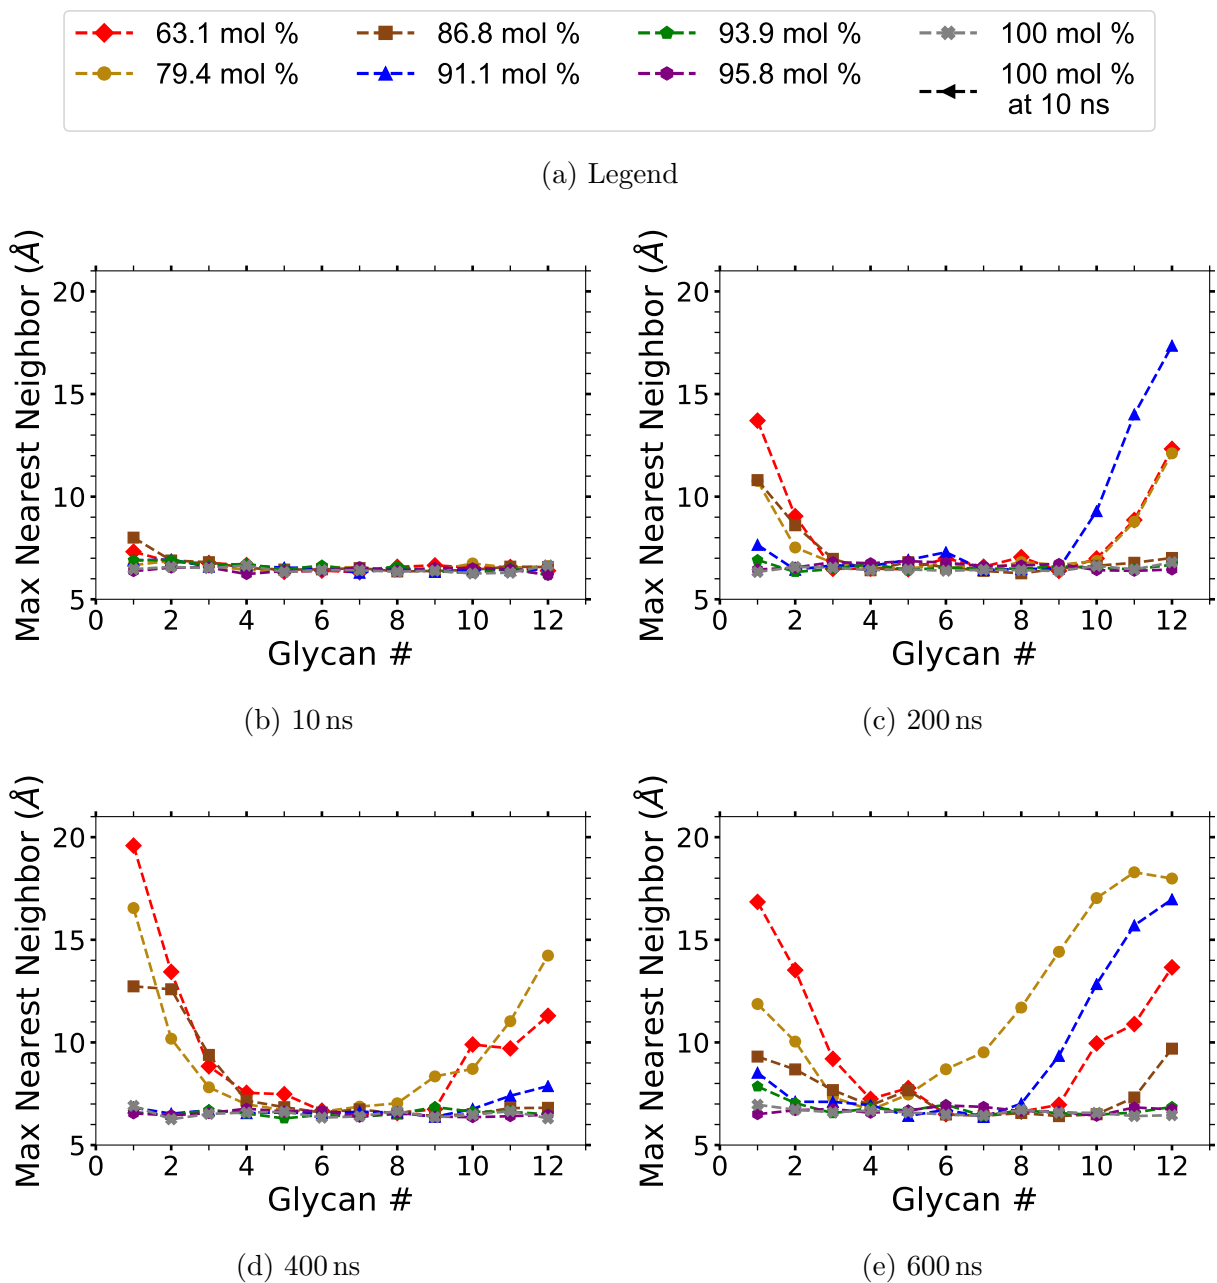 63.1 mol %
79.4 mol %
86.8 mol %
91.1 mol %
93.9 mol %
95.8 mol %
100 mol %
100 mol %
at 10 ns
(a) Legend
Max Nearest Neighbor (Å)
20
15
10
5
0 2 4 6 8 10 12
Glycan #
(b) 10 ns
Max Nearest Neighbor (Å)
20
15
10
5
0 2 4 6 8 10 12
Glycan #
(c) 200 ns
Max Nearest Neighbor (Å)
20
15
10
5
0 2 4 6 8 10 12
Glycan #
(d) 400 ns
Max Nearest Neighbor (Å)
20
15
10
5
0 2 4 6 8 10 12
Glycan #
(e) 600 ns